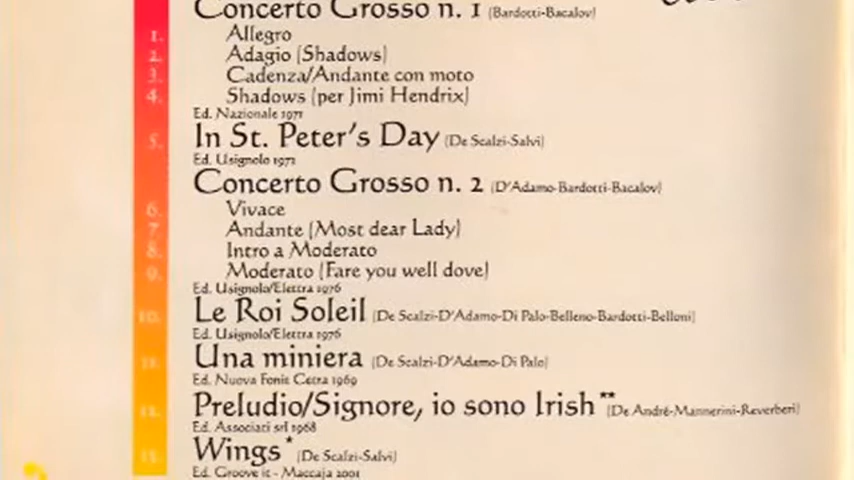 Concerto Grosso n. 1 (Bardotti-Bacalov)
1. Allegro
2. Adagio (Shadows)
3. Cadenza/Andante con moto
4. Shadows (per Jimi Hendrix)
Ed. Nazionale 1971
5. In St. Peter's Day (De Scalzi-Salvi)
Ed. Usignolo 1972
Concerto Grosso n. 2 (D'Adamo-Bardotti-Bacalov)
6. Vivace
7. Andante (Most dear Lady)
8. Intro a Moderato
9. Moderato (Fare you well dove)
Ed. Usignolo/Elettra 1976
10. Le Roi Soleil (De Scalzi-D'Adamo-Di Palo-Belleno-Bardotti-Belloni)
Ed. Usignolo/Elettra 1976
11. Una miniera (De Scalzi-D'Adamo-Di Palo)
Ed. Nuova Fonit Cetra 1969
12. Preludio/Signore, io sono Irish** (De André-Mannerini-Reverberi)
Ed. Associati srl 1968
13. Wings* (De Scalzi-Salvi)
Ed. Groove it - Maccaja 2001